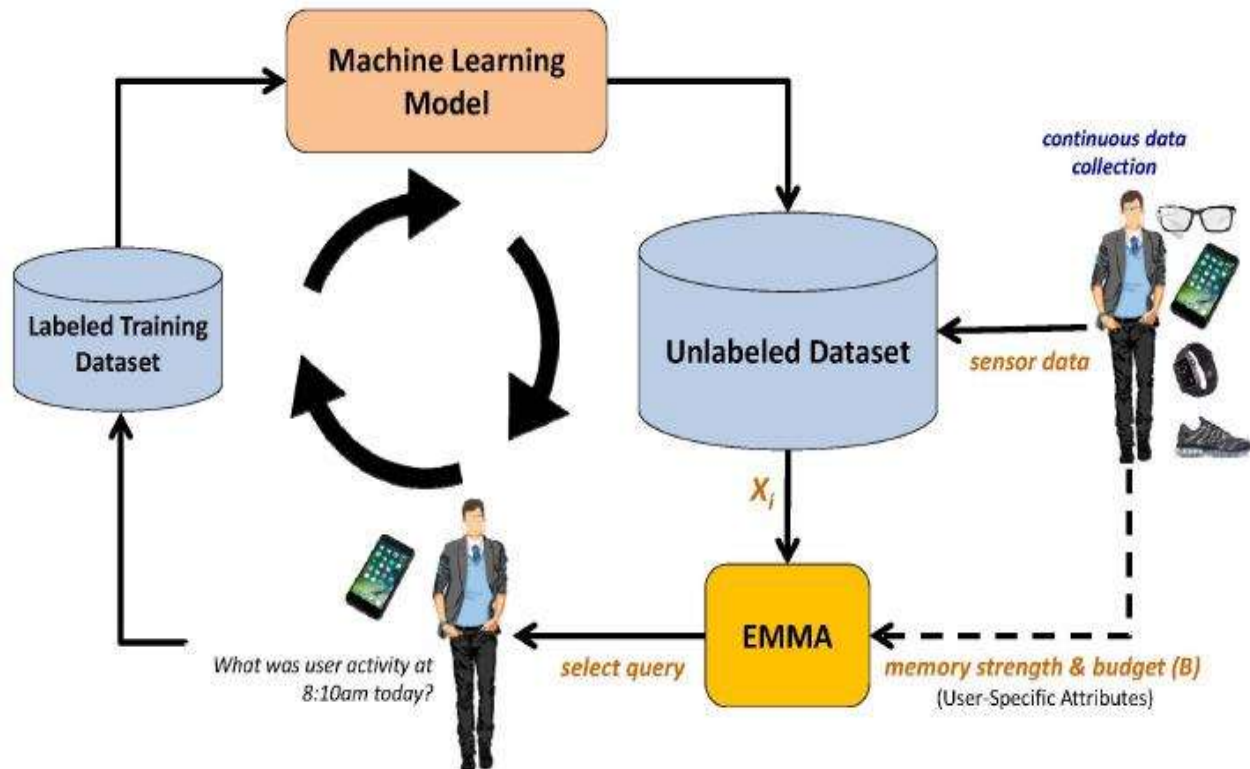 Machine Learning
Model
continuous data
collection
Labeled Training
Dataset
Unlabeled Dataset
sensor data
Xi
EMMA
What was user activity at
8:10am today?
select query
memory strength & budget (B)
(User-Specific Attributes)